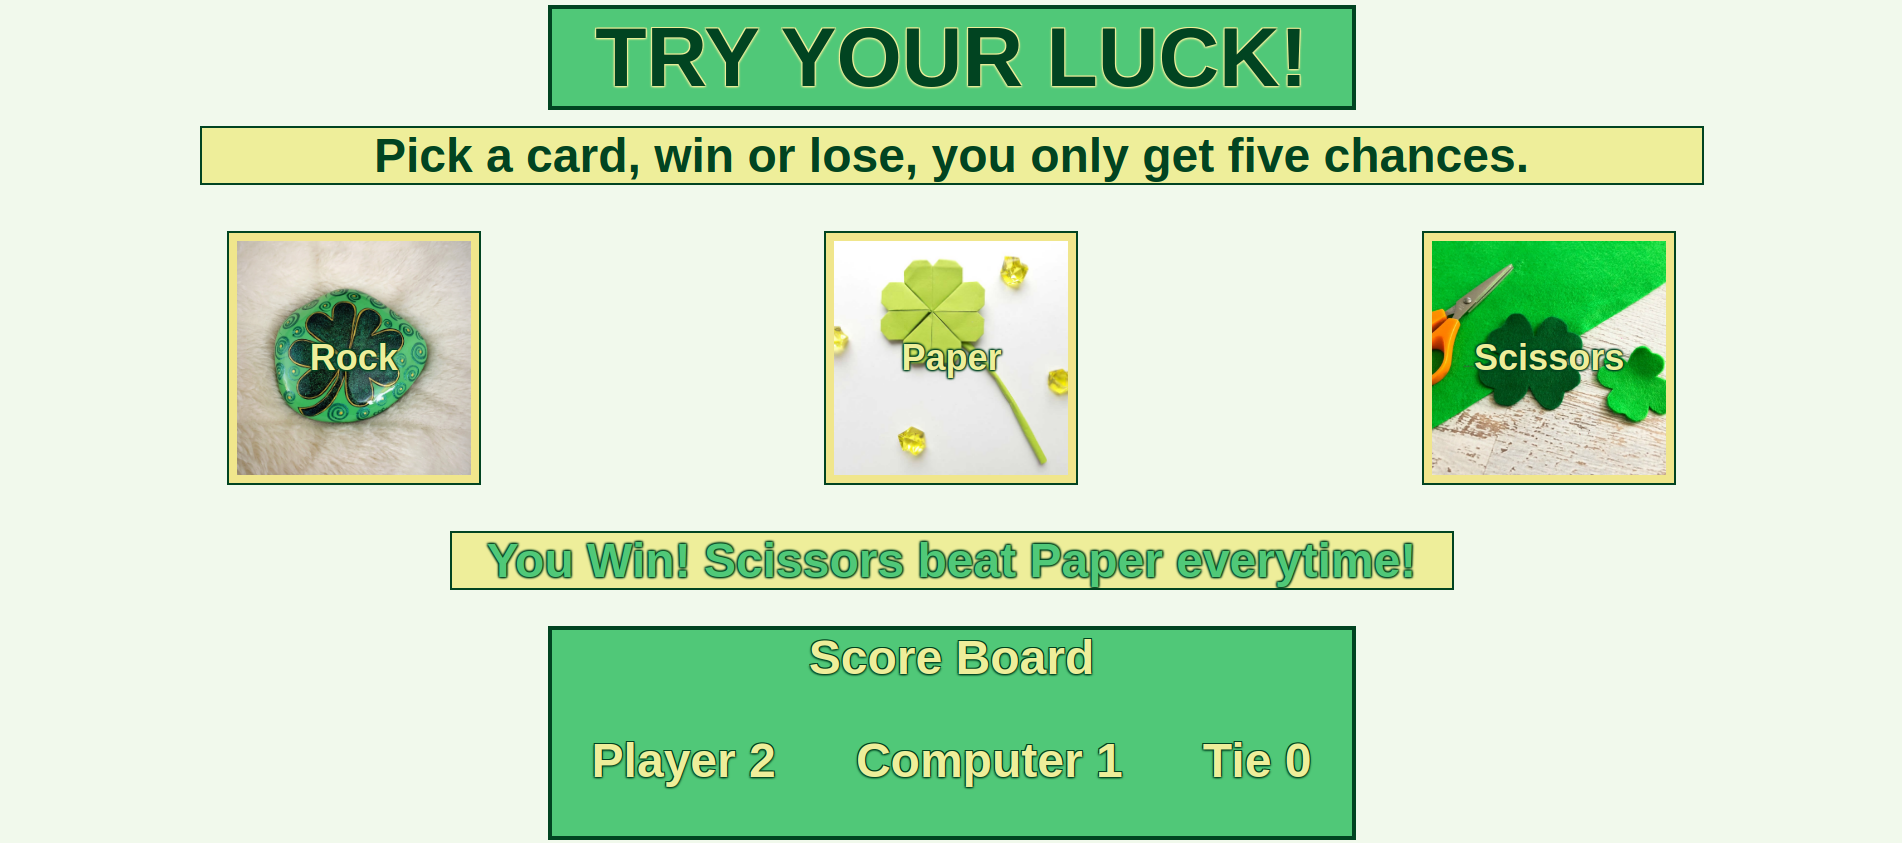 TRY YOUR LUCK!
Pick a card, win or lose, you only get five chances.
Rock
Paper
Scissors
You Win! Scissors beat Paper everytime!
Score Board
Player 2
Computer 1
Tie 0